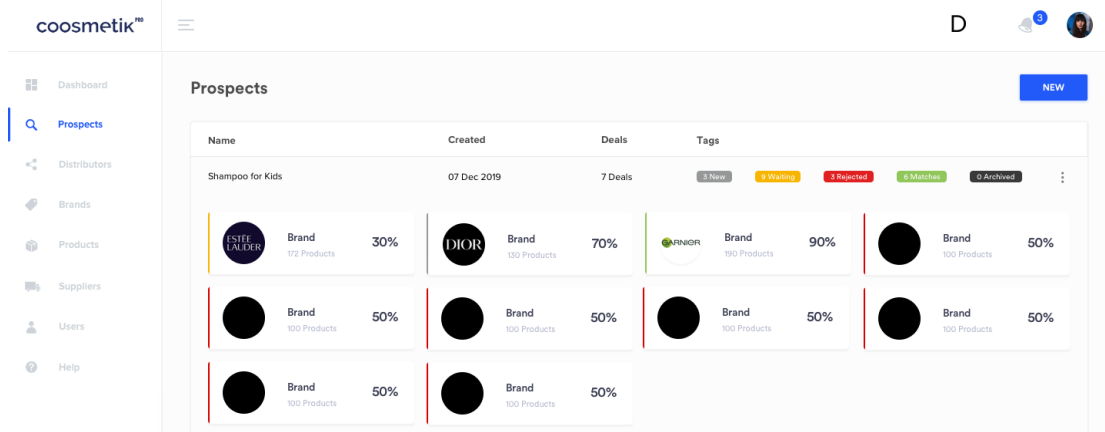 coosmetik PRO
D
3
Dashboard
Prospects
Distributors
Brands
Products
Suppliers
Users
Help
Prospects
NEW
Name Created Deals Tags
Shampoo for Kids 07 Dec 2019 7 Deals 3 New 9 Waiting 3 Rejected 6 Matches 0 Archived
ESTĒE
LAUDER
Brand
172 Products
30%
DIOR
Brand
130 Products
70%
GARNIER
Brand
190 Products
90%
Brand
100 Products
50%
Brand
100 Products
50%
Brand
100 Products
50%
Brand
100 Products
50%
Brand
100 Products
50%
Brand
100 Products
50%
Brand
100 Products
50%